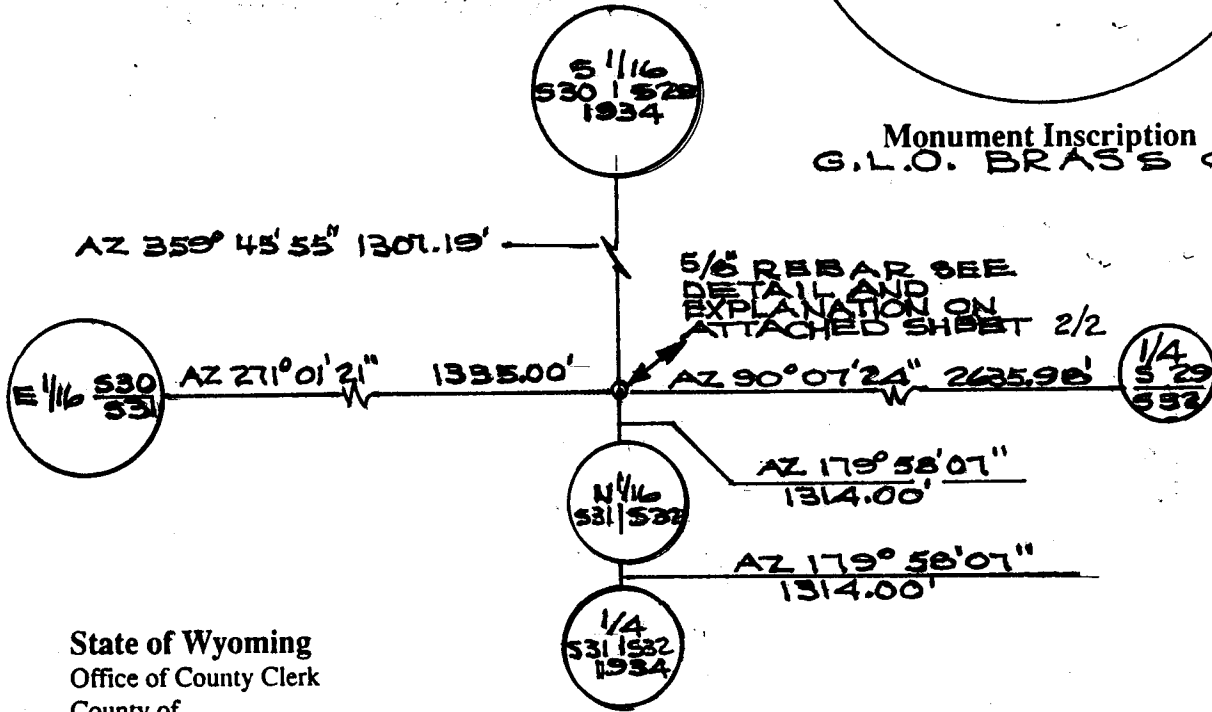 S 1/16
S30 | S29
1934
Monument Inscription
G.L.O. BRASS
AZ 359° 45' 55" 1307.19'
5/8" REBAR SEE
DETAIL AND
EXPLANATION ON
ATTACHED SHEET 2/2
E 1/16 S30
S31
AZ 271° 01' 21" 1335.00'
AZ 90° 07' 24" 2635.98'
1/4
S 29
S 32
AZ 179° 58' 07"
1314.00'
N 1/16
S31 | S32
AZ 179° 58' 07"
1314.00'
1/4
S31 | S32
1934
State of Wyoming
Office of County Clerk
County of